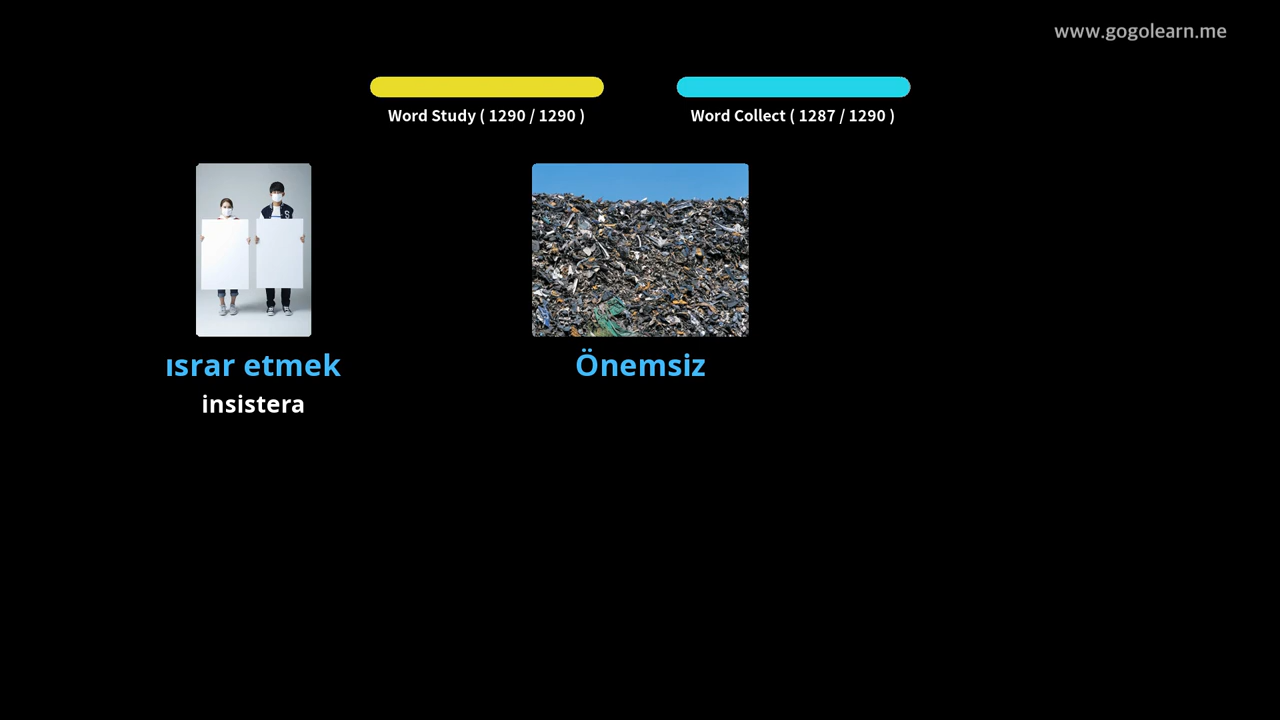 www.gogolearn.me
Word Study ( 1290 / 1290 )
Word Collect ( 1287 / 1290 )
ısrar etmek
insistera
Önemsiz